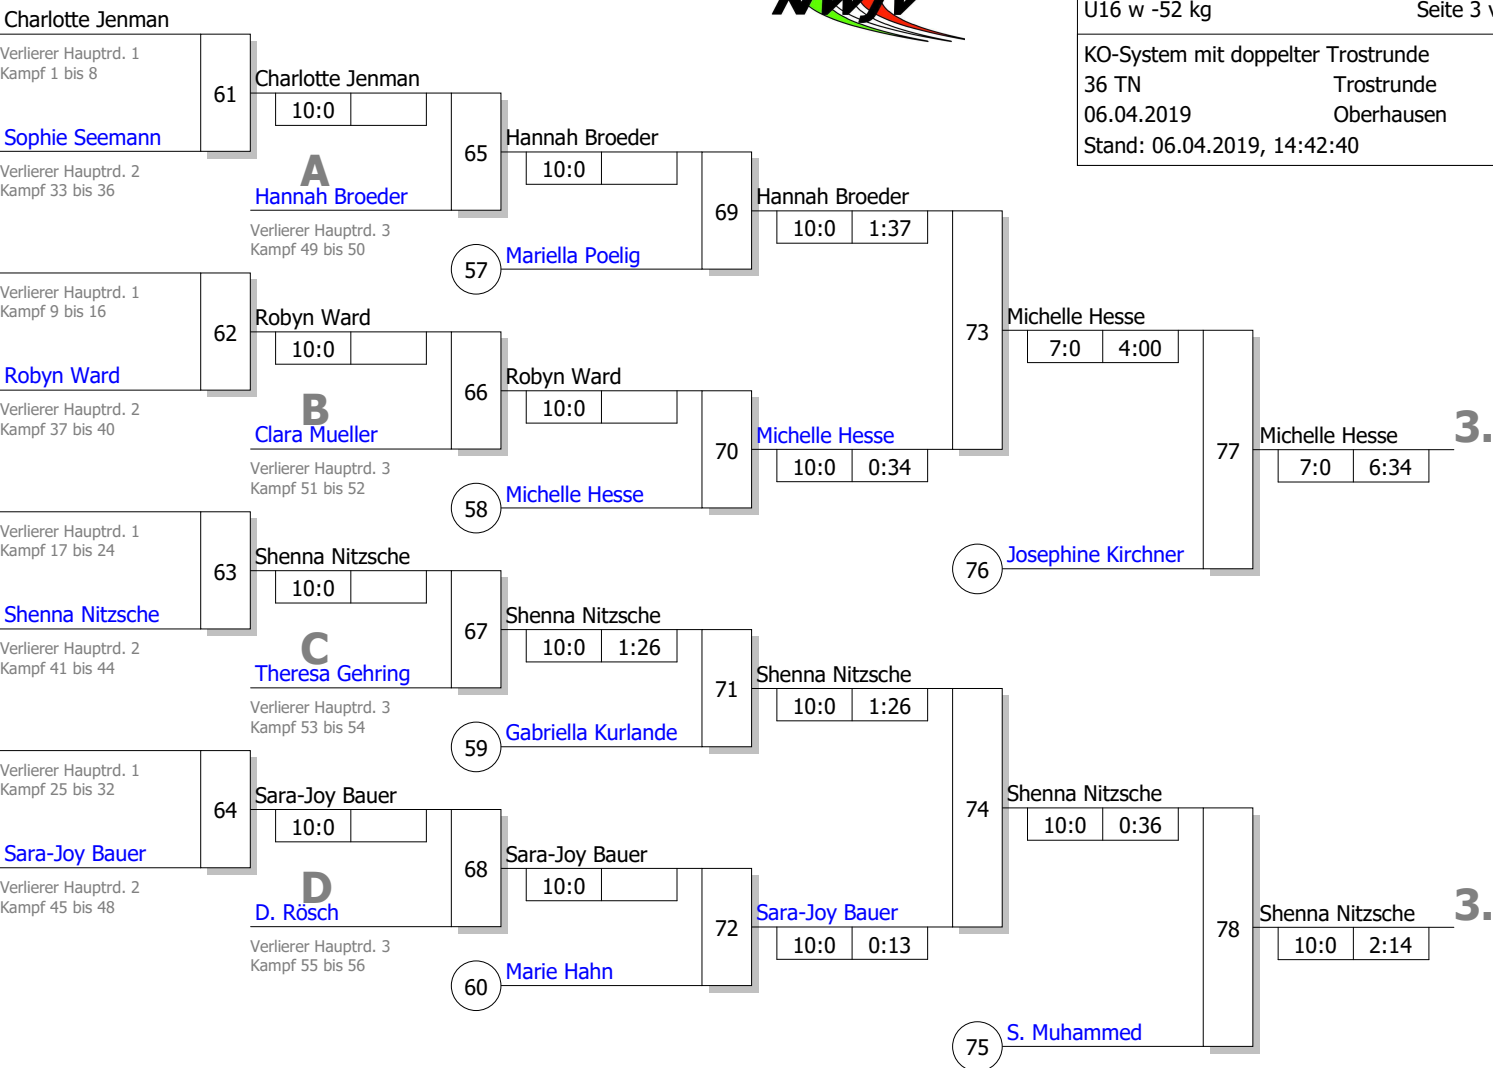 NWJV
U16 w -52 kg Seite 3 v
KO-System mit doppelter Trostrunde
36 TN Trostrunde
06.04.2019 Oberhausen
Stand: 06.04.2019, 14:42:40
Charlotte Jenman
Verlierer Hauptrd. 1
Kampf 1 bis 8
61
Sophie Seemann
Verlierer Hauptrd. 2
Kampf 33 bis 36
Verlierer Hauptrd. 1
Kampf 9 bis 16
62
Robyn Ward
Verlierer Hauptrd. 2
Kampf 37 bis 40
Verlierer Hauptrd. 1
Kampf 17 bis 24
63
Shenna Nitzsche
Verlierer Hauptrd. 2
Kampf 41 bis 44
Verlierer Hauptrd. 1
Kampf 25 bis 32
64
Sara-Joy Bauer
Verlierer Hauptrd. 2
Kampf 45 bis 48
Charlotte Jenman
10:0
A
65
Hannah Broeder
Verlierer Hauptrd. 3
Kampf 49 bis 50
Robyn Ward
10:0
B
66
Clara Mueller
Verlierer Hauptrd. 3
Kampf 51 bis 52
Shenna Nitzsche
10:0
C
67
Theresa Gehring
Verlierer Hauptrd. 3
Kampf 53 bis 54
Sara-Joy Bauer
10:0
D
68
D. Rösch
Verlierer Hauptrd. 3
Kampf 55 bis 56
Hannah Broeder
10:0
69
57 Mariella Poelig
Robyn Ward
10:0
70
58 Michelle Hesse
Shenna Nitzsche
10:0 1:26
71
59 Gabriella Kurlande
Sara-Joy Bauer
10:0
72
60 Marie Hahn
Hannah Broeder
10:0 1:37
73
Michelle Hesse
10:0 0:34
Shenna Nitzsche
10:0 1:26
74
Sara-Joy Bauer
10:0 0:13
Michelle Hesse
7:0 4:00
77
76 Josephine Kirchner
Shenna Nitzsche
10:0 0:36
78
75 S. Muhammed
Michelle Hesse 3.
7:0 6:34
Shenna Nitzsche 3.
10:0 2:14